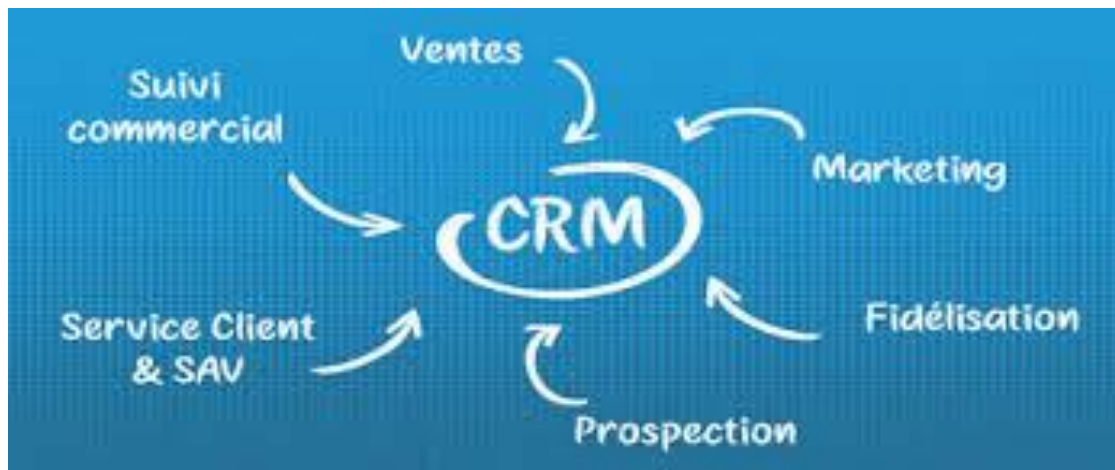 Ventes
Suivi
commercial
Marketing
CRM
Service Client
& SAV
Fidélisation
Prospection